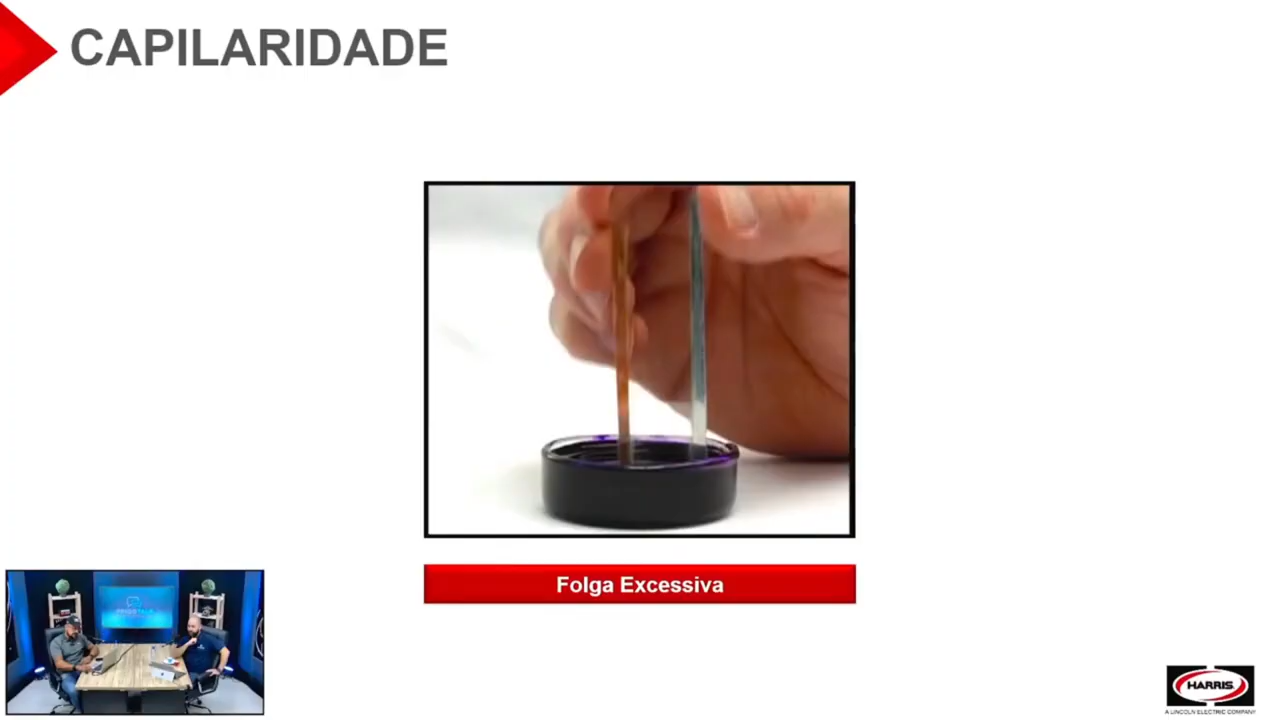 CAPILARIDADE
Folga Excessiva
HARRIS
A LINCOLN ELECTRIC COMPANY